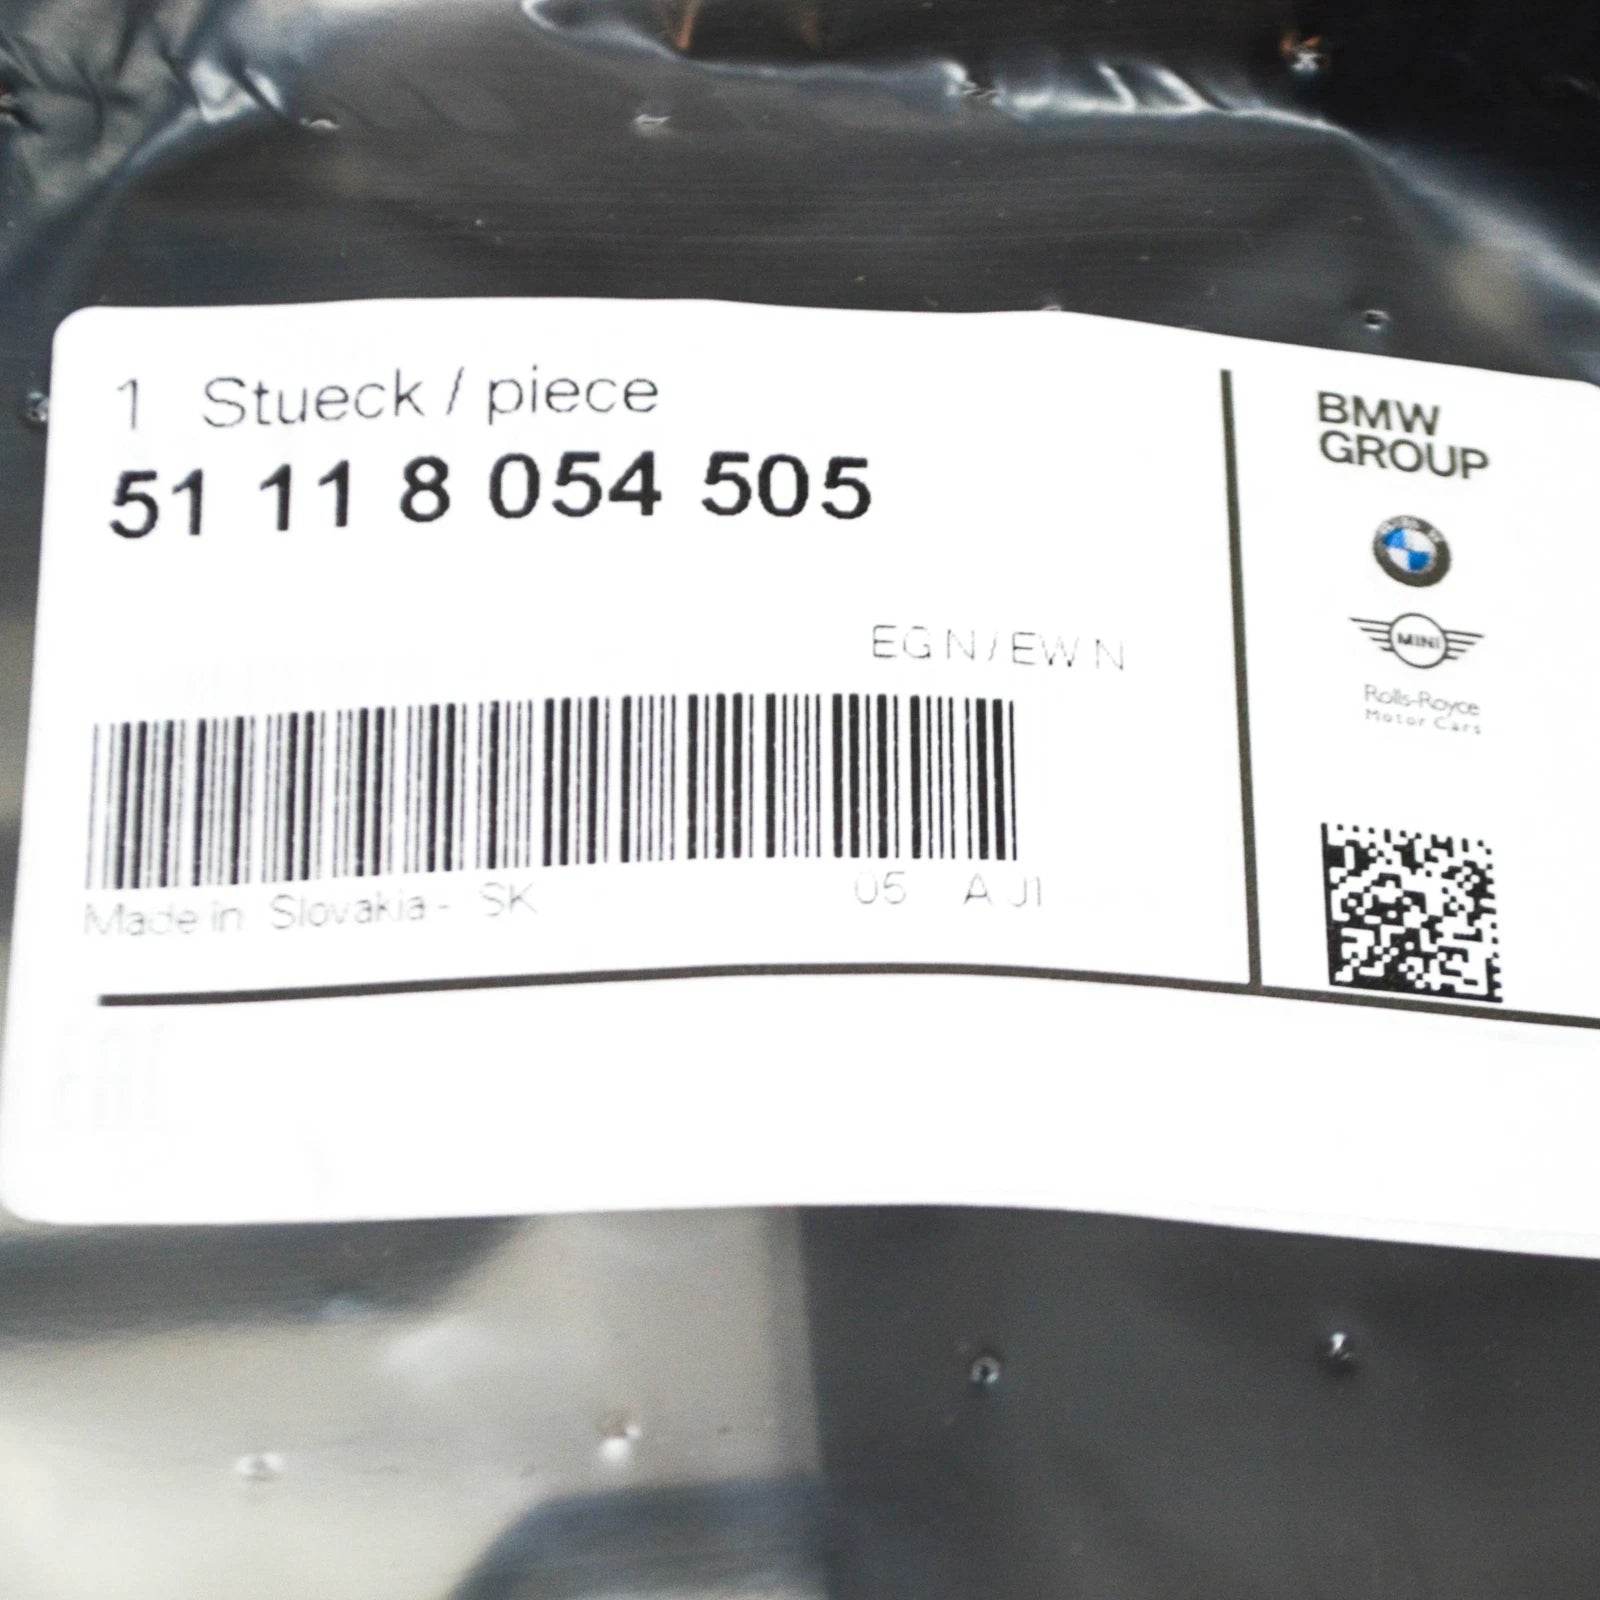 1 Stueck / piece
51 11 8 054 505
EG N / EW N
Made in Slovakia - SK
05 A J1
BMW
GROUP
MINI
Rolls-Royce
Motor Cars